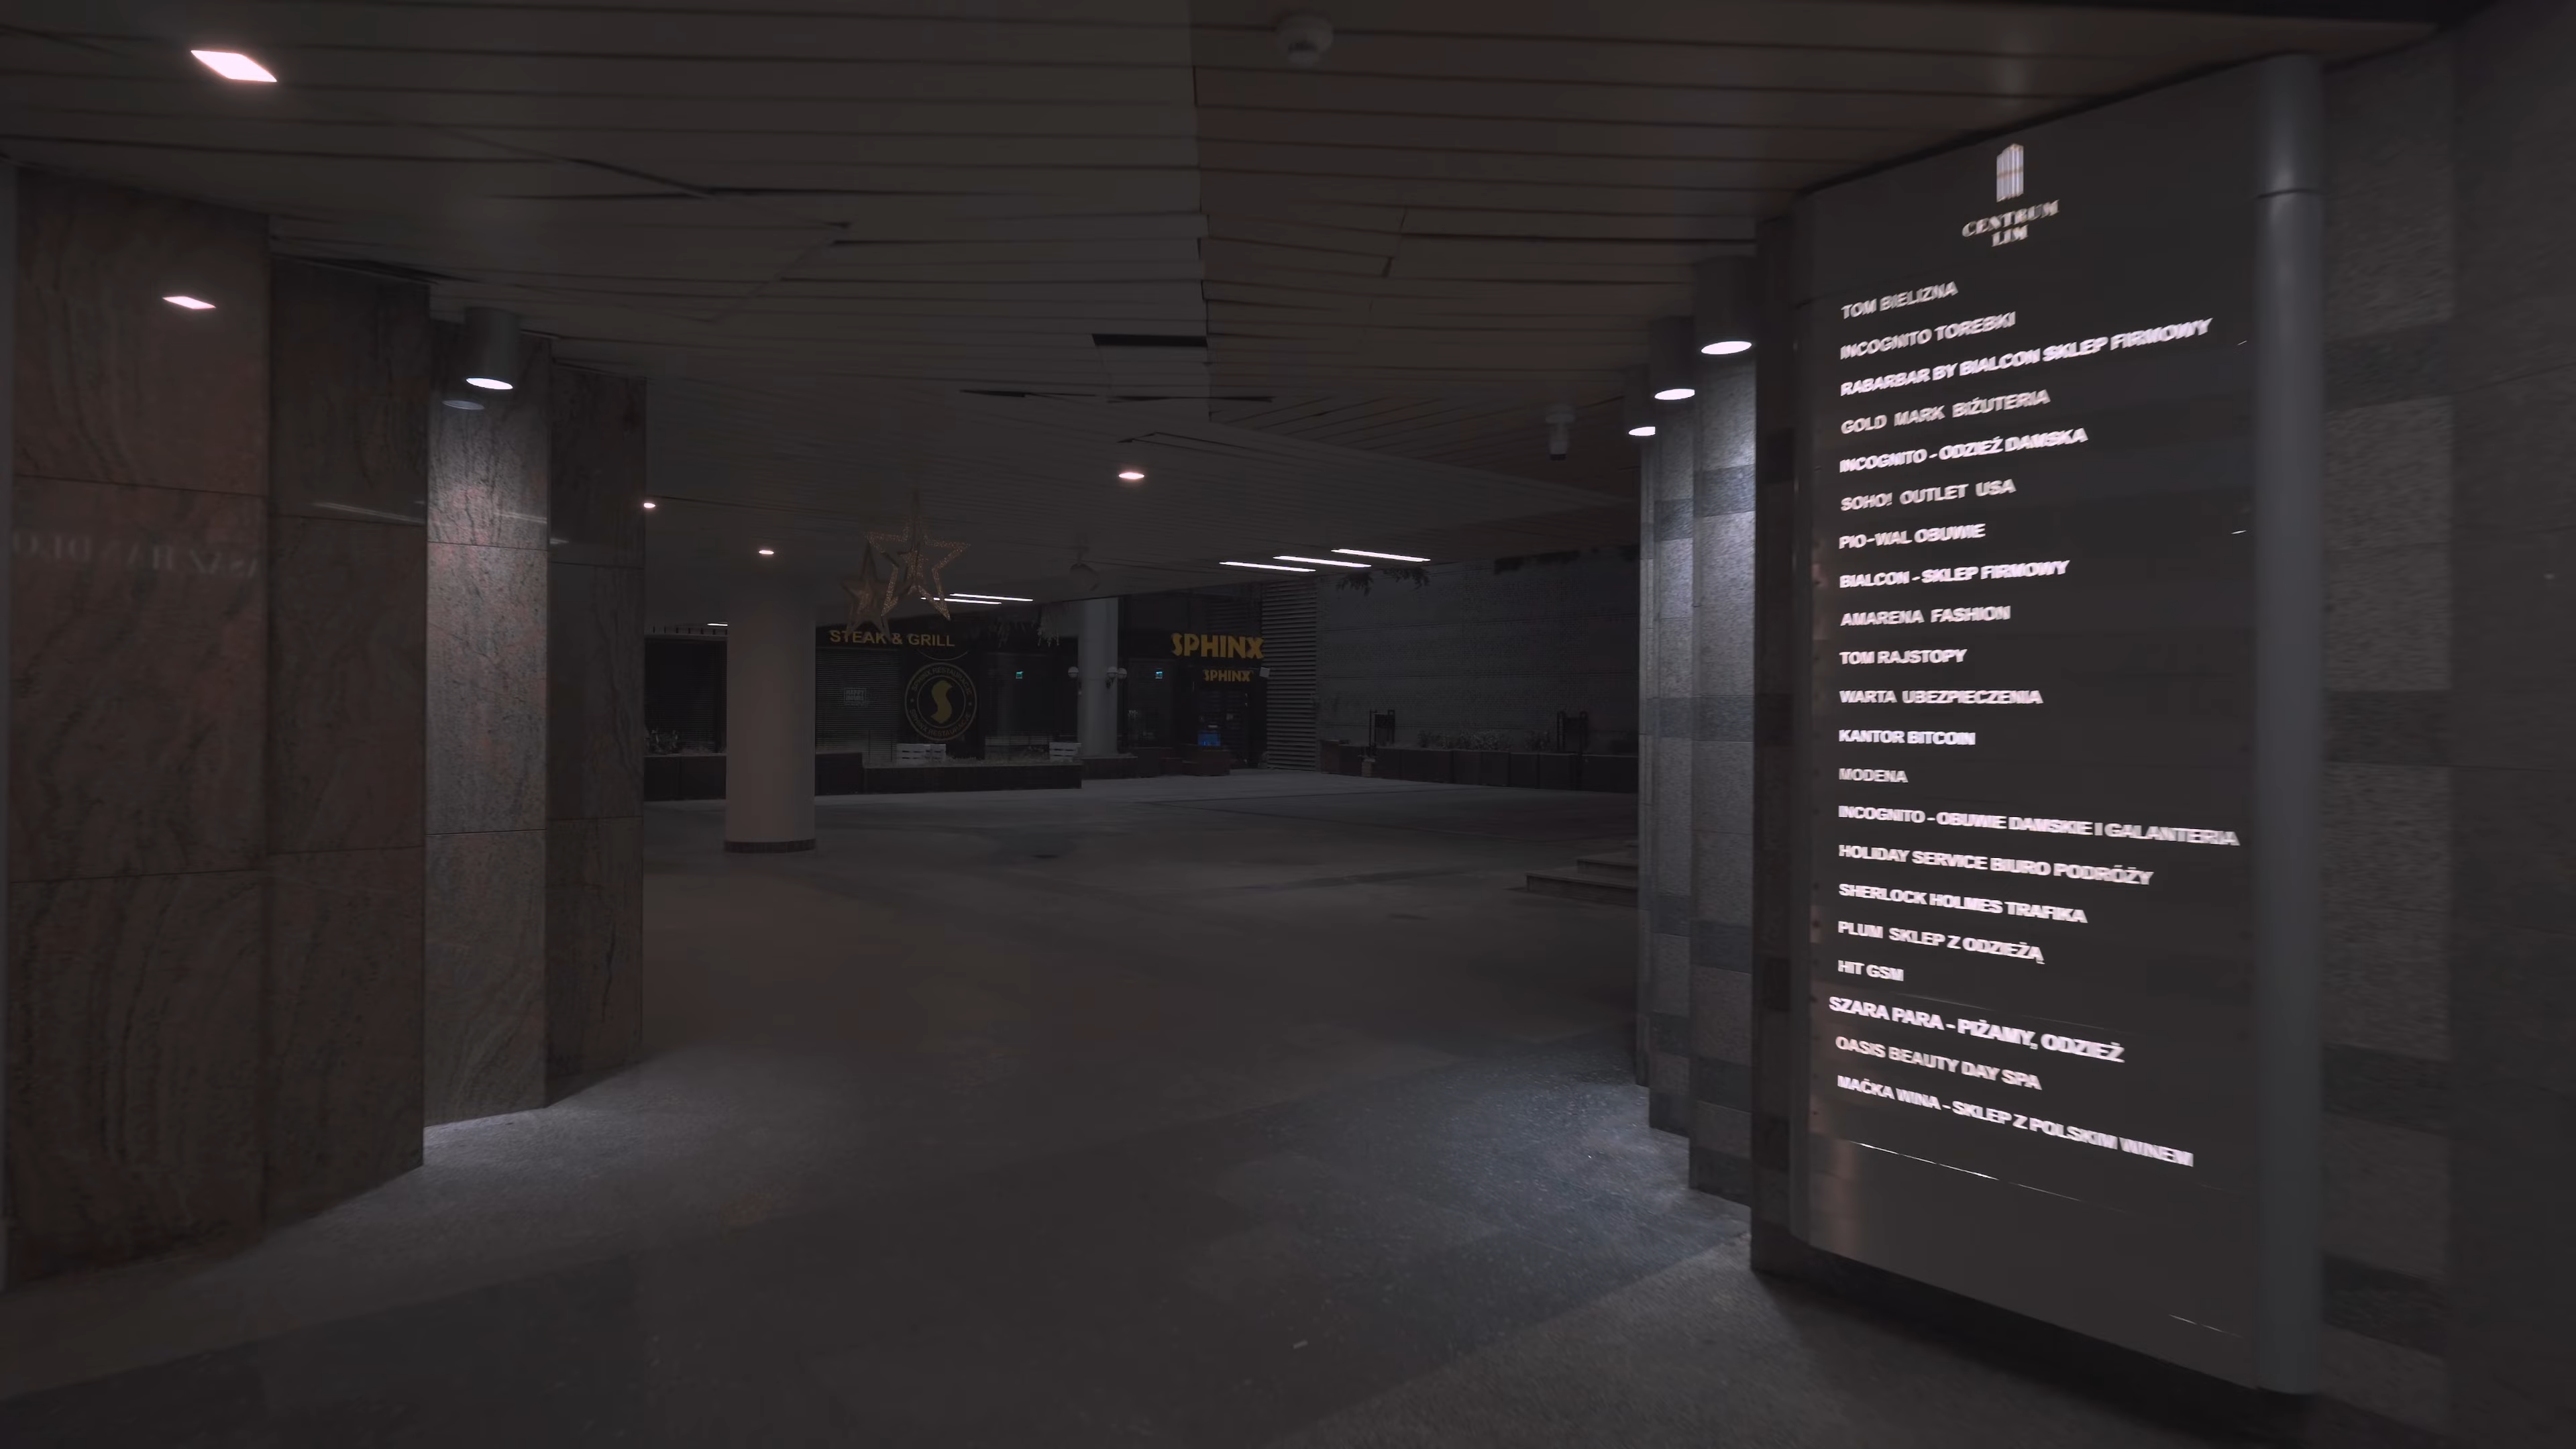 STEAK & GRILL
SPHINX
SPHINX
CENTRUM
LIM
TOM BIELIZNA
INCOGNITO TOREBKI
RABARBAR BY BIALCON SKLEP FIRMOWY
GOLD MARK BIŻUTERIA
INCOGNITO - ODZIEŻ DAMSKA
SOHO! OUTLET USA
PIO-WAL OBUWIE
BIALCON - SKLEP FIRMOWY
AMARENA FASHION
TOM RAJSTOPY
WARTA UBEZPIECZENIA
KANTOR BITCOIN
MODENA
INCOGNITO - OBUWIE DAMSKIE I GALANTERIA
HOLIDAY SERVICE BIURO PODRÓŻY
SHERLOCK HOLMES TRAFIKA
PLUM SKLEP Z ODZIEŻĄ
HIT GSM
SZARA PARA - PIŻAMY, ODZIEŻ
OASIS BEAUTY DAY SPA
MAĆKA WINA - SKLEP Z POLSKIM WINEM